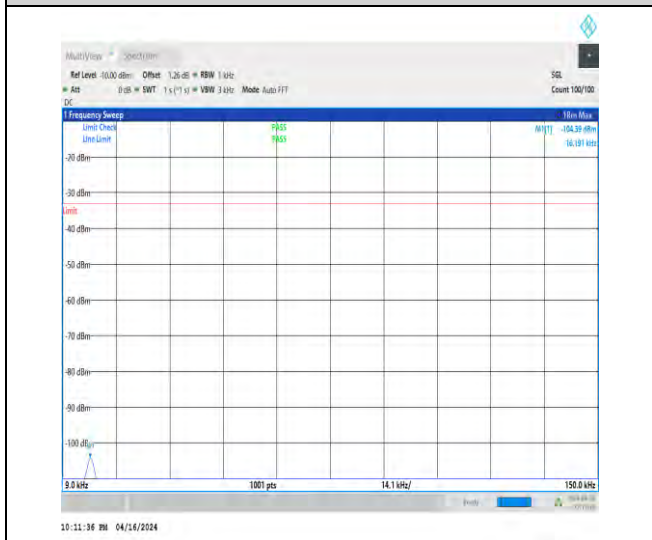 MultiView Spectrum
Ref Level -10.00 dBm Offset 1.26 dB RBW 1 kHz SGL
Att 0 dB SWT 1 s (~1 s) VBW 3 kHz Mode Auto FFT Count 100/100
DC
1 Frequency Sweep 1Rm Max
Limit Check PASS M1[1] -104.39 dBm
Line Limit PASS 16.191 kHz
-20 dBm
-30 dBm
Limit
-40 dBm
-50 dBm
-60 dBm
-70 dBm
-80 dBm
-90 dBm
-100 dBm
9.0 kHz 1001 pts 14.1 kHz/ 150.0 kHz
Ready
10:11:36 PM 04/16/2024